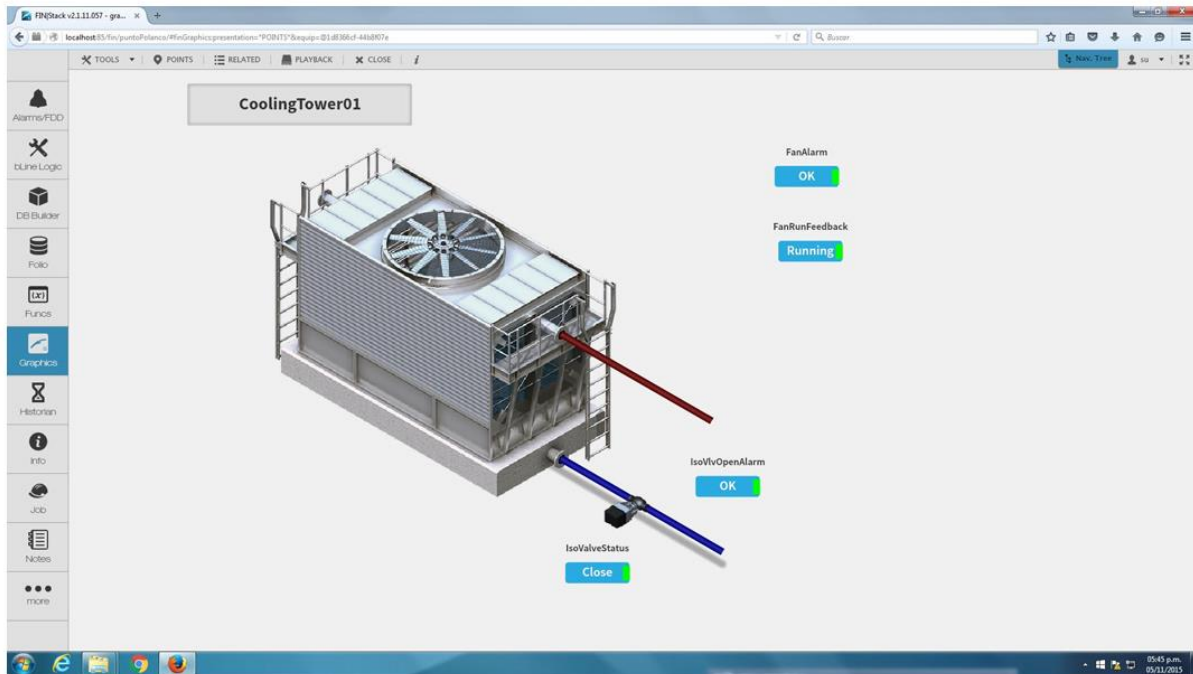 FIN|Stack v2.1.11.057 - gra...
localhost:85/fin/puntoPolanco/#finGraphics:presentation="POINTS"&equip=@1d8366cf-44b8f07e
Buscar
TOOLS POINTS RELATED PLAYBACK CLOSE i
Nav. Tree su
Alarms/FDD
bLine Logic
DB Builder
Folio
(x)
Funcs
Graphics
Historian
Info
Job
Notes
more
CoolingTower01
FanAlarm
OK
FanRunFeedback
Running
IsoVlvOpenAlarm
OK
IsoValveStatus
Close
05:45 p.m.
05/11/2015